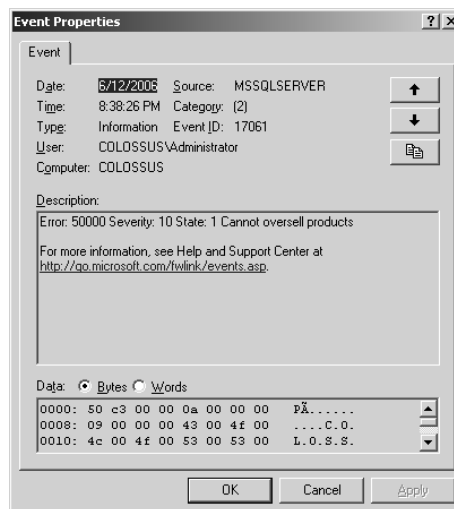 Event Properties
Event
Date: 6/12/2006 Source: MSSQLSERVER
Time: 8:38:26 PM Category: (2)
Type: Information Event ID: 17061
User: COLOSSUS\Administrator
Computer: COLOSSUS
Description:
Error: 50000 Severity: 10 State: 1 Cannot oversell products
For more information, see Help and Support Center at
http://go.microsoft.com/fwlink/events.asp.
Data: Bytes Words
0000: 50 c3 00 00 0a 00 00 00 PÃ......
0008: 09 00 00 00 43 00 4f 00 ....C.O.
0010: 4c 00 4f 00 53 00 53 00 L.O.S.S.
OK Cancel Apply